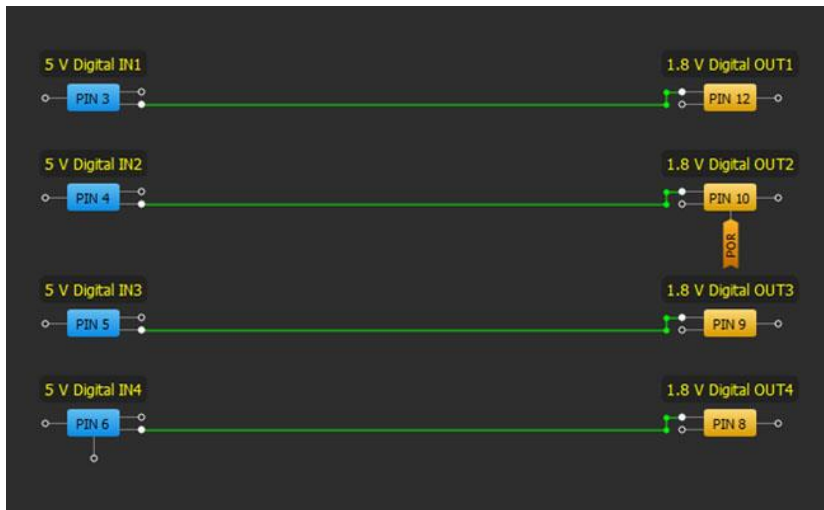 5 V Digital IN1
1.8 V Digital OUT1
PIN 3
PIN 12
5 V Digital IN2
1.8 V Digital OUT2
PIN 4
PIN 10
POR
5 V Digital IN3
1.8 V Digital OUT3
PIN 5
PIN 9
5 V Digital IN4
1.8 V Digital OUT4
PIN 6
PIN 8